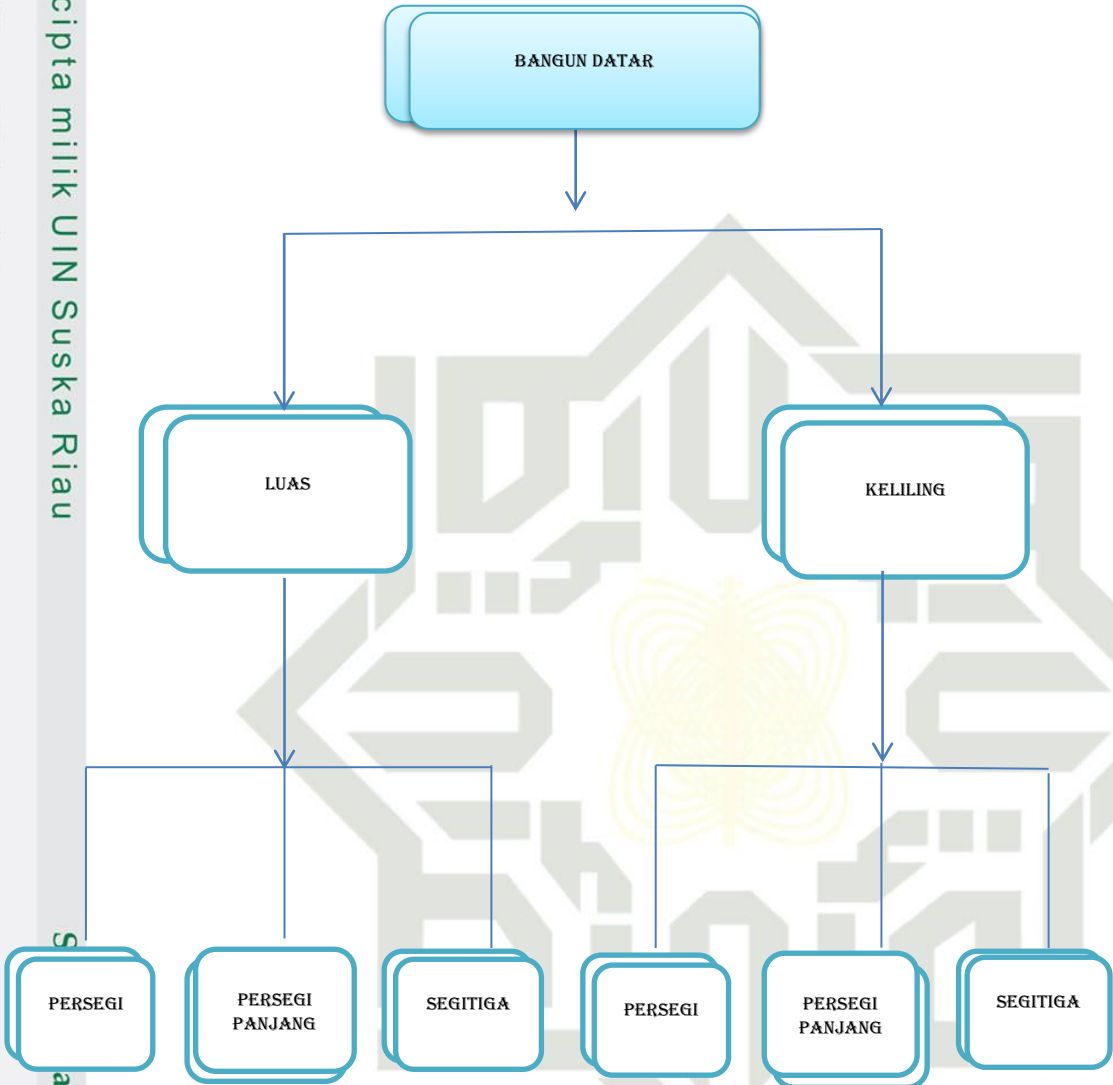 cipta milik UIN Suska Riau
BANGUN DATAR
LUAS
KELILING
PERSEGI
PERSEGI
PANJANG
SEGITIGA
PERSEGI
PERSEGI
PANJANG
SEGITIGA